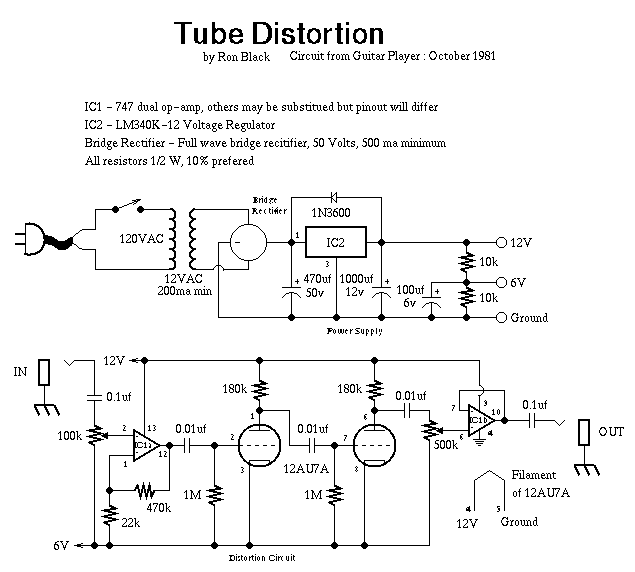 Tube Distortion
by Ron Black    Circuit from Guitar Player : October 1981
IC1 - 747 dual op-amp, others may be substitued but pinout will differ
IC2 - LM340K-12 Voltage Regulator
Bridge Rectifier - Full wave bridge recitifier, 50 Volts, 500 ma minimum
All resistors 1/2 W, 10% prefered
Bridge
Rectifier
1N3600
120VAC
12VAC
200ma min
1
IC2
3
12V
10k
6V
10k
Ground
470uf
50v
1000uf
12v
100uf
6v
+
+
+
-
Power Supply
IN
12V
0.1uf
100k
2
13
IC1a
1
12
470k
22k
6V
0.01uf
1M
180k
1
2
3
0.01uf
12AU7A
1M
180k
6
7
8
0.01uf
500k
7
9
IC1b
10
6
4
0.1uf
OUT
Filament
of 12AU7A
4
5
12V
Ground
Distortion Circuit